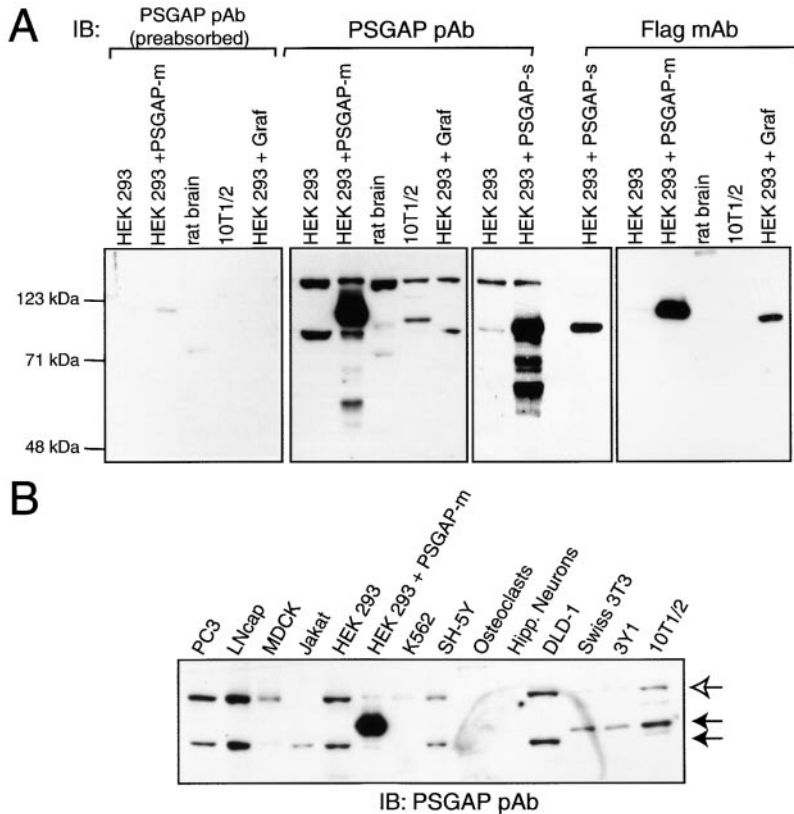 A
IB:
PSGAP pAb
(preabsorbed)
PSGAP pAb
Flag mAb
HEK 293
HEK 293 +PSGAP-m
rat brain
10T1/2
HEK 293 + Graf
HEK 293
HEK 293 +PSGAP-m
rat brain
10T1/2
HEK 293 + Graf
HEK 293
HEK 293 +PSGAP-s
HEK 293 +PSGAP-s
HEK 293
HEK 293 +PSGAP-m
rat brain
10T1/2
HEK 293 + Graf
123 kDa
71 kDa
48 kDa
B
PC3
LNcap
MDCK
Jakat
HEK 293
HEK 293 + PSGAP-m
K562
SH-5Y
Osteoclasts
Hipp. Neurons
DLD-1
Swiss 3T3
3Y1
10T1/2
IB: PSGAP pAb